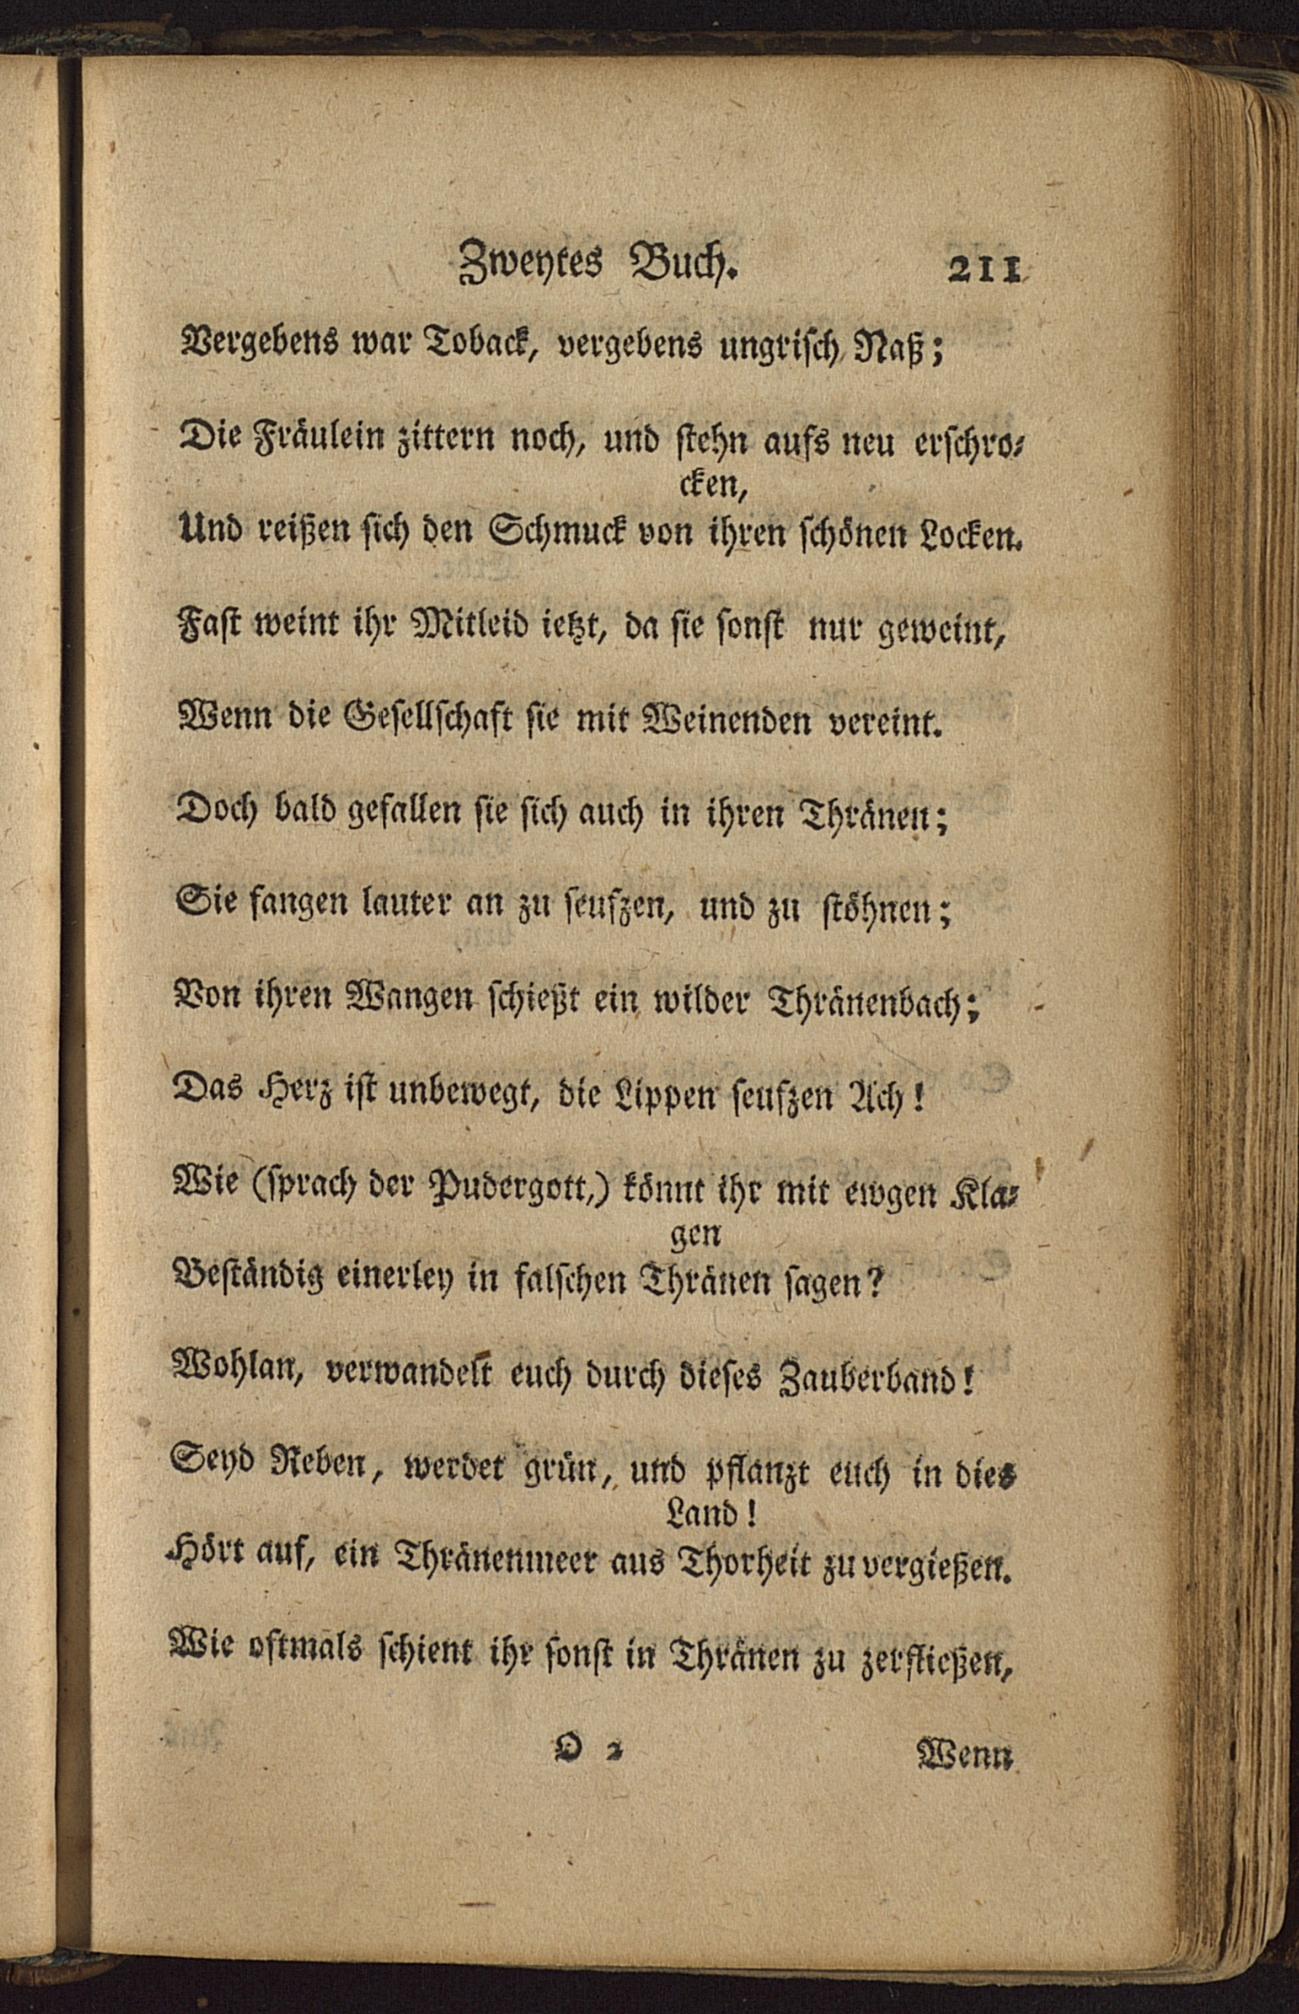 Zweytes Buch. 211
Vergebens war Toback, vergebens ungrisch Naß;
Die Fräulein zittern noch, und stehn aufs neu erschro-
cken,
Und reißen sich den Schmuck von ihren schönen Locken.
Fast weint ihr Mitleid ietzt, da sie sonst nur geweint,
Wenn die Gesellschaft sie mit Weinenden vereint.
Doch bald gefallen sie sich auch in ihren Thränen;
Sie fangen lauter an zu seufzen, und zu stöhnen;
Von ihren Wangen schießt ein wilder Thränenbach;
Das Herz ist unbewegt, die Lippen seufzen Ach!
Wie (sprach der Pudergott,) könnt ihr mit ewgen Kla-
gen
Beständig einerley in falschen Thränen sagen?
Wohlan, verwandelt euch durch dieses Zauberband!
Seyd Reben, werdet grün, und pflanzt euch in dies
Land!
Hört auf, ein Thränenmeer aus Thorheit zu vergießen.
Wie oftmals schient ihr sonst in Thränen zu zerfließen,
O 2 Wenn